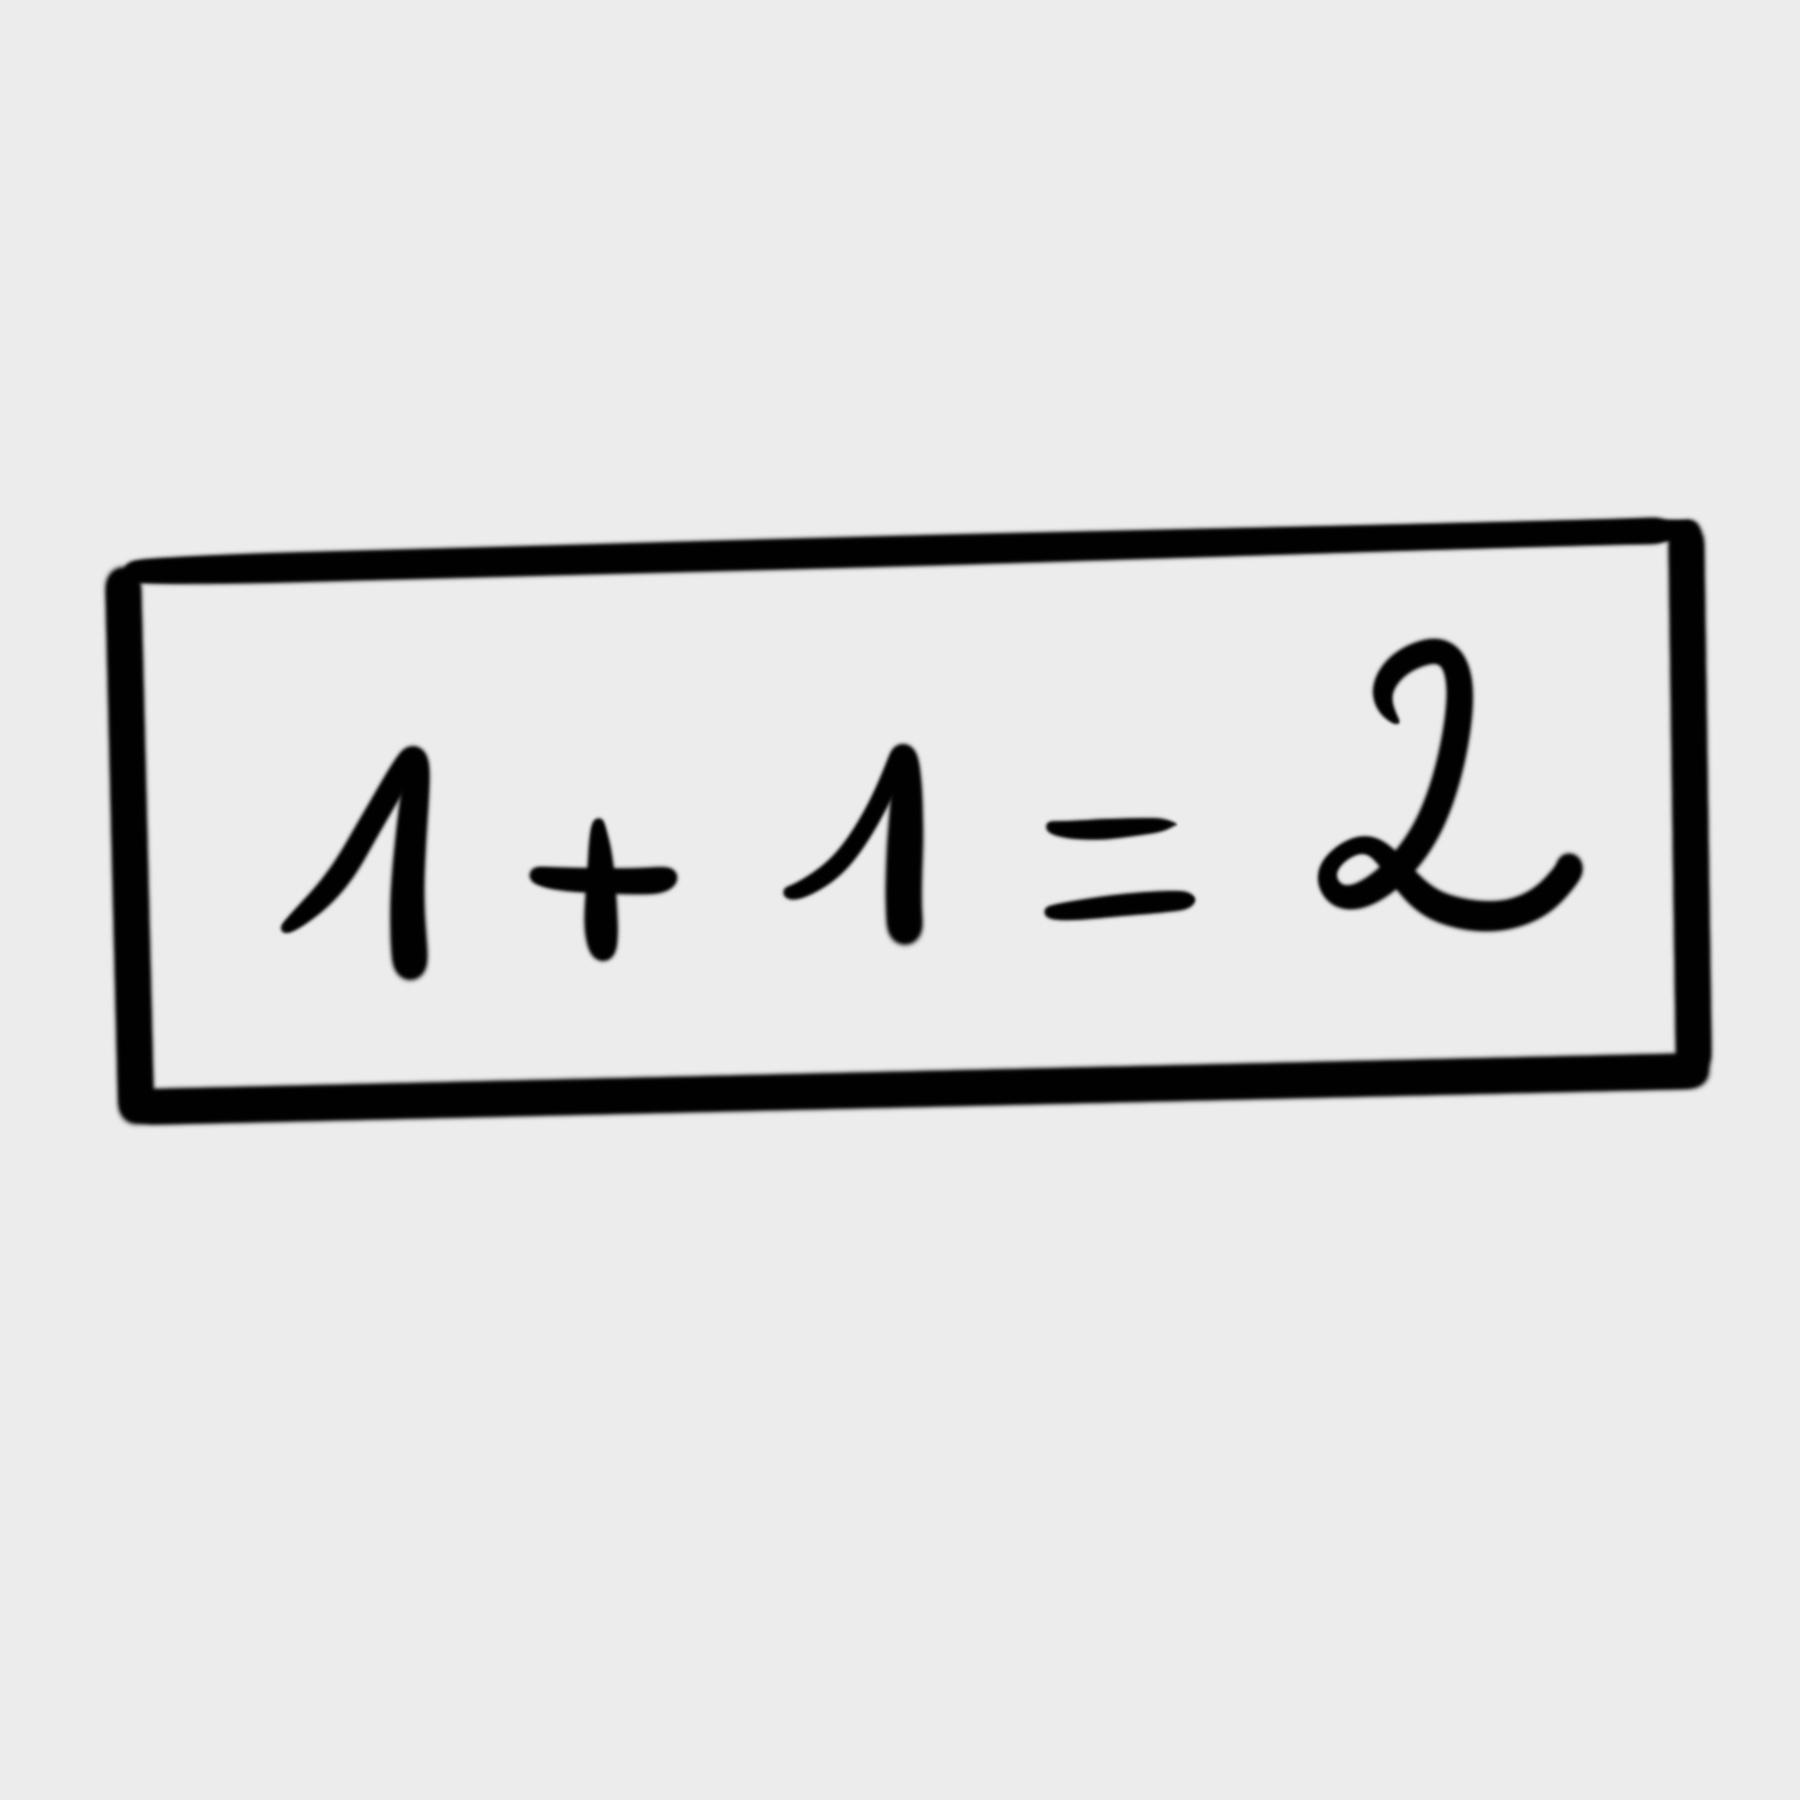 1 + 1 = 2